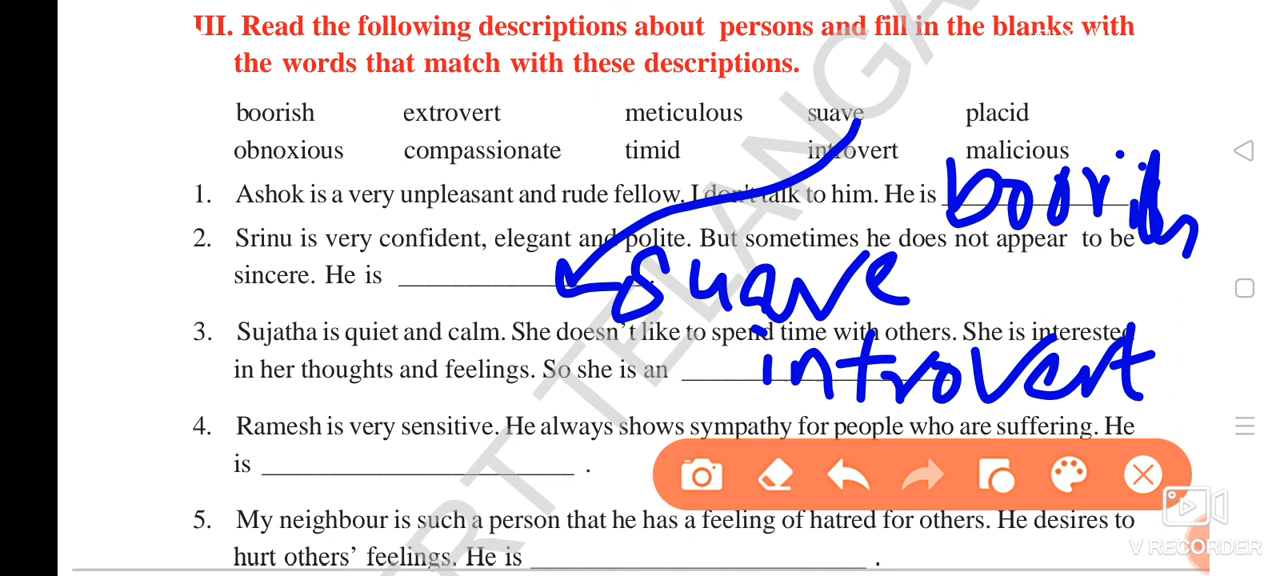 III. Read the following descriptions about persons and fill in the blanks with
the words that match with these descriptions.
boorish extrovert meticulous suave placid
obnoxious compassionate timid introvert malicious
1. Ashok is a very unpleasant and rude fellow. I don't talk to him. He is boorish
2. Srinu is very confident, elegant and polite. But sometimes he does not appear to be
sincere. He is ____________ suave
3. Sujatha is quiet and calm. She doesn't like to spend time with others. She is interested
in her thoughts and feelings. So she is an ____________ introvert
4. Ramesh is very sensitive. He always shows sympathy for people who are suffering. He
is ____________ .
5. My neighbour is such a person that he has a feeling of hatred for others. He desires to
hurt others' feelings. He is ____________ .
V RECORDER